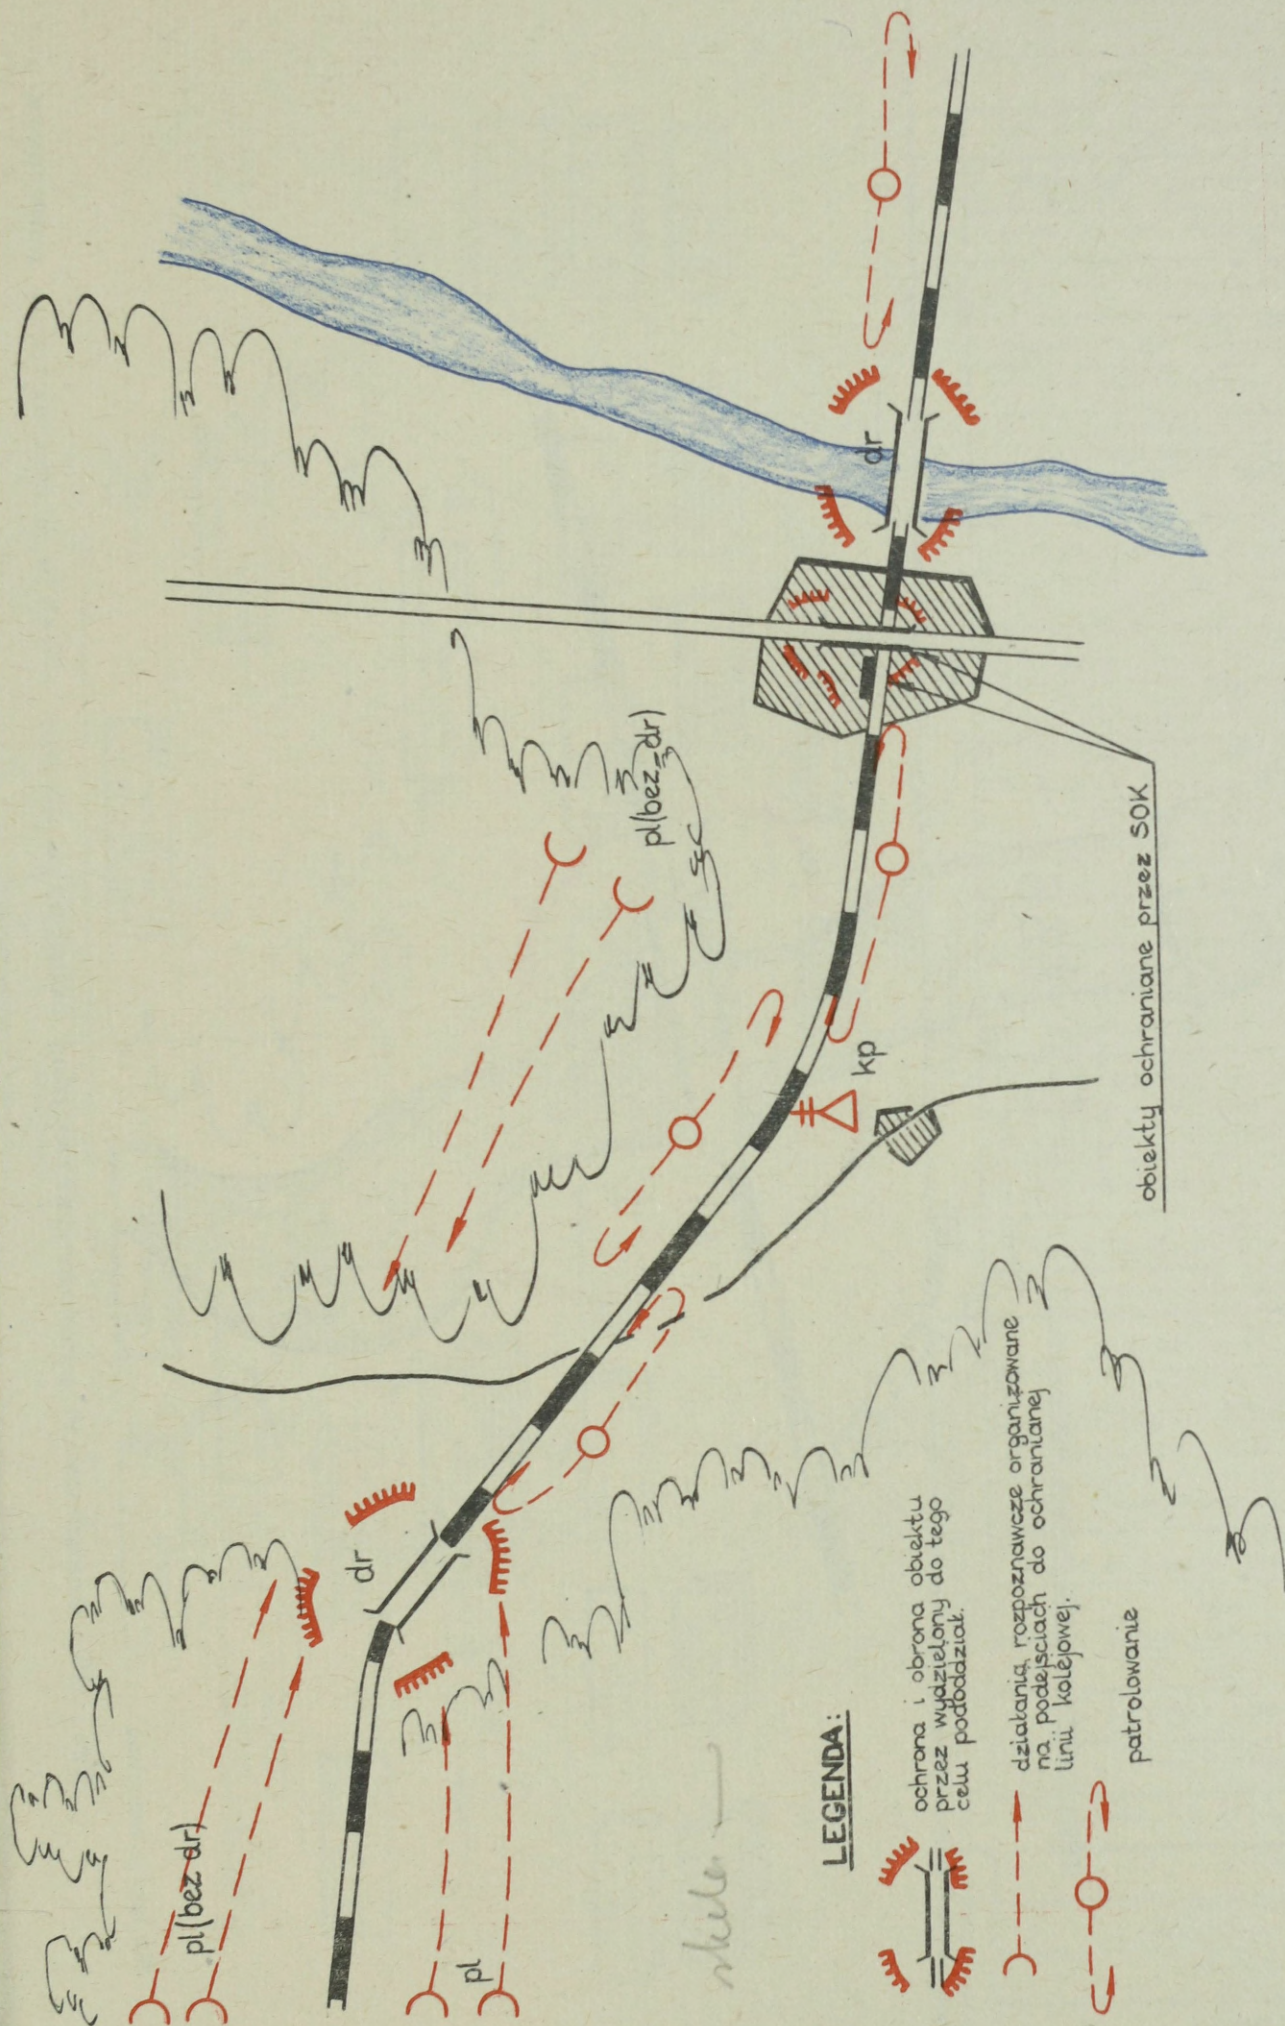 pl(bez dr)
pl
dr
pl(bez dr)
kp
dr
obiekty ochraniane przez SOK
LEGENDA:
ochrona i obrona obiektu
przez wydzielony do tego
celu pododdział.
działania rozpoznawcze organizowane
na podejściach do ochranianej
linii kolejowej.
patrolowanie